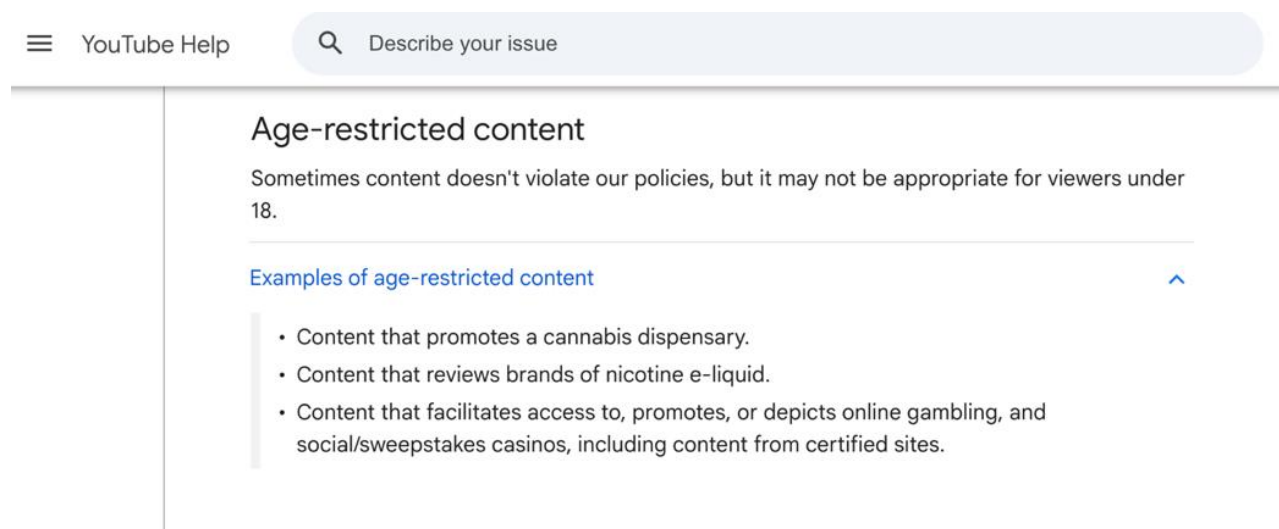 YouTube Help
Describe your issue
Age-restricted content
Sometimes content doesn't violate our policies, but it may not be appropriate for viewers under
18.
Examples of age-restricted content
• Content that promotes a cannabis dispensary.
• Content that reviews brands of nicotine e-liquid.
• Content that facilitates access to, promotes, or depicts online gambling, and
social/sweepstakes casinos, including content from certified sites.